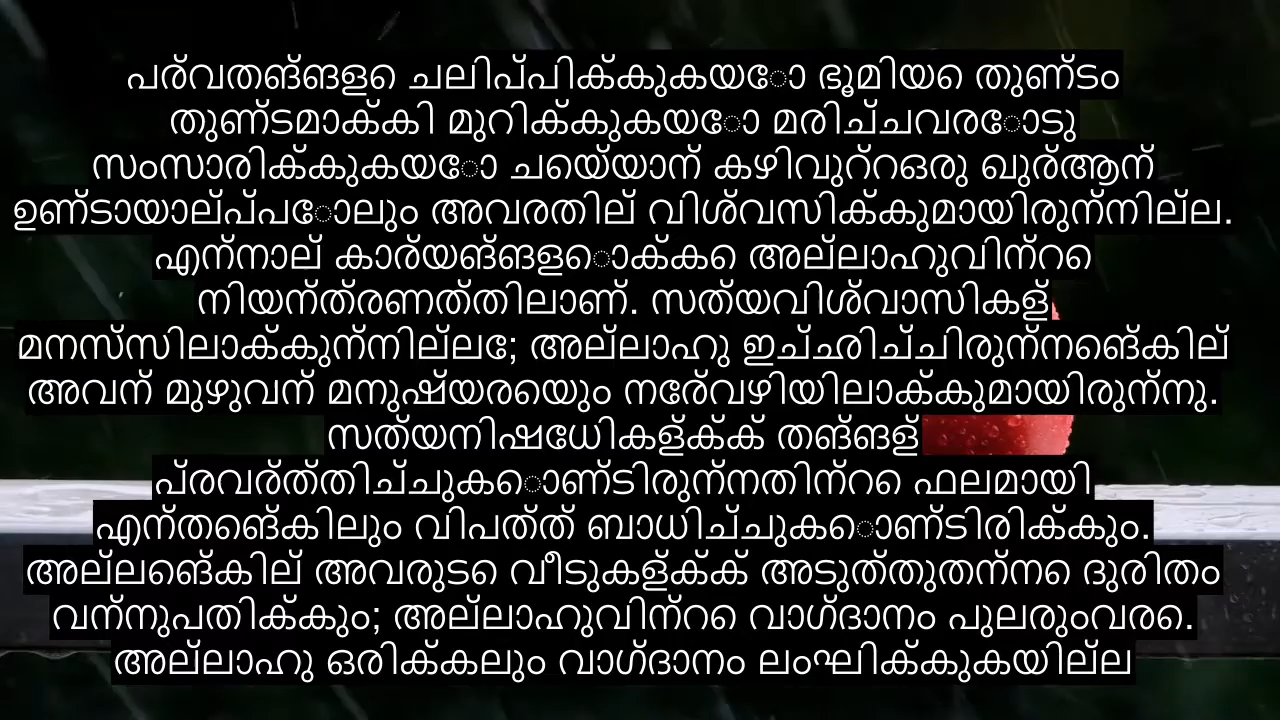 പര്വതങ്ങളെ ചലിപ്പിക്കുകയോ ഭൂമിയെ തുണ്ടം
തുണ്ടമാക്കി മുറിക്കുകയോ മരിച്ചവരോടു
സംസാരിക്കുകയോ ചെയ്യാന് കഴിവുറ്റഒരു ഖുര്ആന്
ഉണ്ടായാല്പ്പോലും അവരതില് വിശ്വസിക്കുമായിരുന്നില്ല.
എന്നാല് കാര്യങ്ങളൊക്കെ അല്ലാഹുവിന്റെ
നിയന്ത്രണത്തിലാണ്. സത്യവിശ്വാസികള്
മനസ്സിലാക്കുന്നില്ലേ; അല്ലാഹു ഇച്ഛിച്ചിരുന്നെങ്കില്
അവന് മുഴുവന് മനുഷ്യരെയും നേര്വഴിയിലാക്കുമായിരുന്നു.
സത്യനിഷേധികള്ക്ക് തങ്ങള്
പ്രവര്ത്തിച്ചുകൊണ്ടിരുന്നതിന്റെ ഫലമായി
എന്തെങ്കിലും വിപത്ത് ബാധിച്ചുകൊണ്ടിരിക്കും.
അല്ലെങ്കില് അവരുടെ വീടുകള്ക്ക് അടുത്തുതന്നെ ദുരിതം
വന്നുപതിക്കും; അല്ലാഹുവിന്റെ വാഗ്ദാനം പുലരുംവരെ.
അല്ലാഹു ഒരിക്കലും വാഗ്ദാനം ലംഘിക്കുകയില്ല